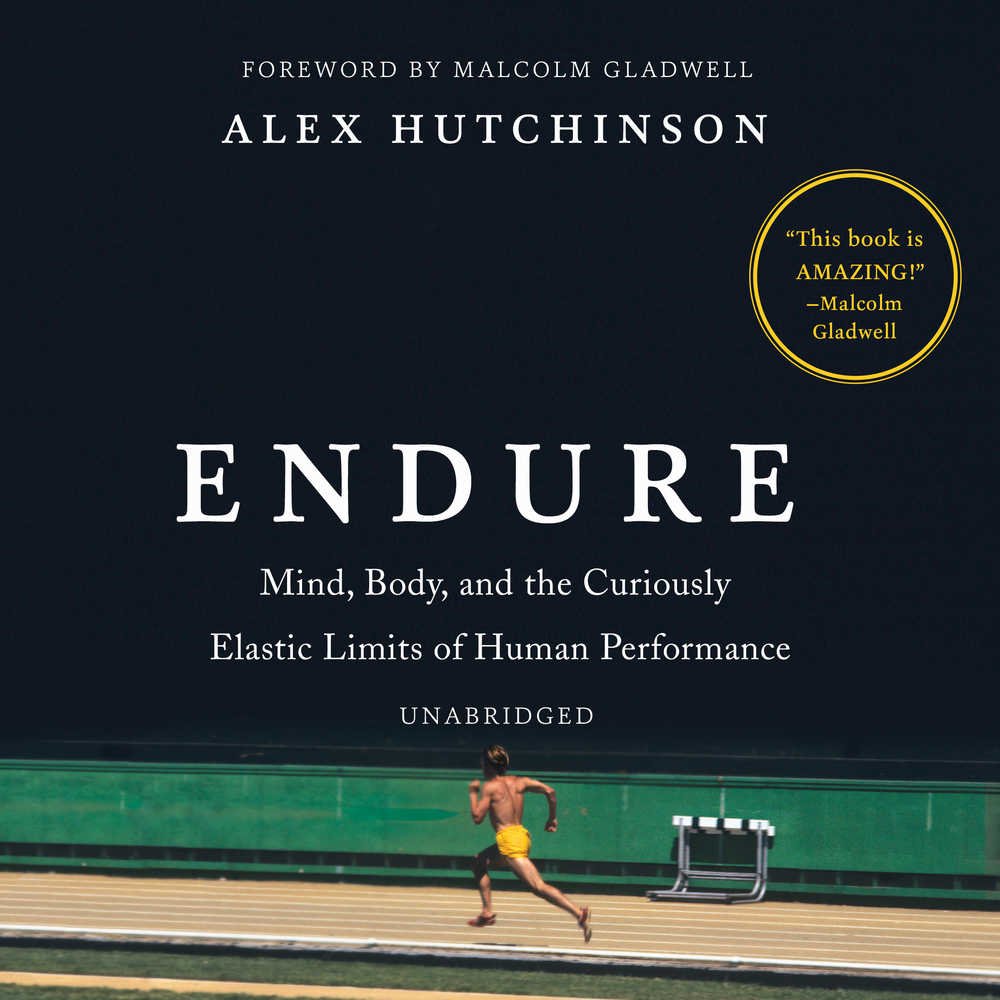 FOREWORD BY MALCOLM GLADWELL
ALEX HUTCHINSON
“This book is
AMAZING!”
–Malcolm
Gladwell
ENDURE
Mind, Body, and the Curiously
Elastic Limits of Human Performance
UNABRIDGED